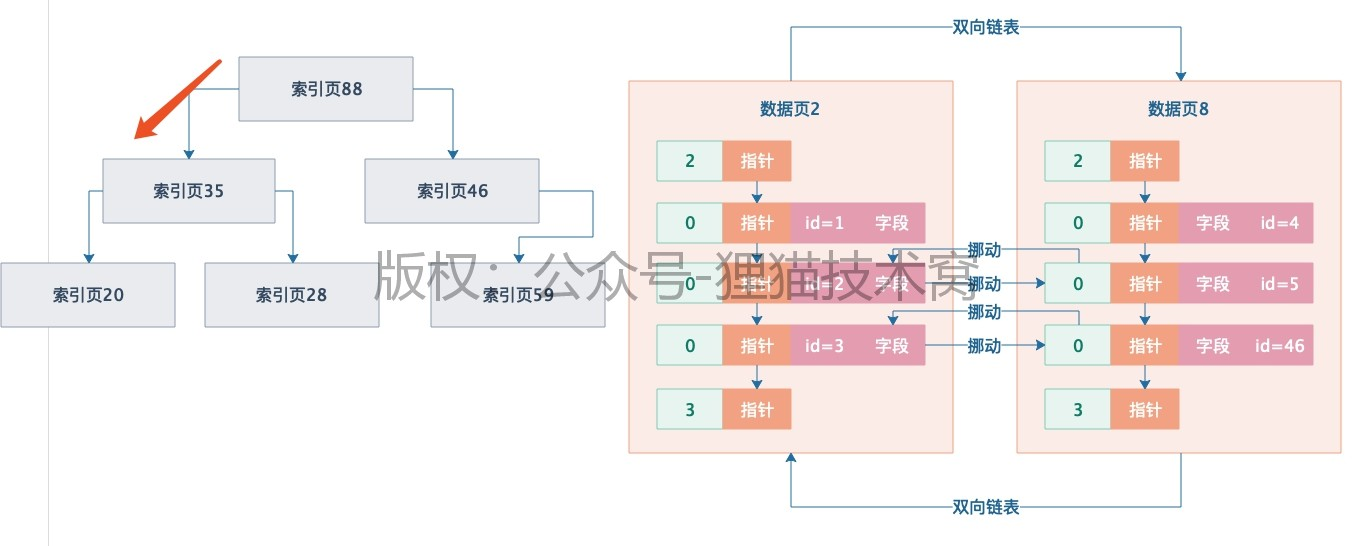 索引页88
索引页35
索引页46
索引页20
索引页28
索引页59
双向链表
数据页2
2 指针
0 指针 id=1 字段
0 指针 id=2 字段
0 指针 id=3 字段
3 指针
挪动
挪动
挪动
挪动
数据页8
2 指针
0 指针 字段 id=4
0 指针 字段 id=5
0 指针 字段 id=46
3 指针
双向链表
版权：公众号-狸猫技术窝